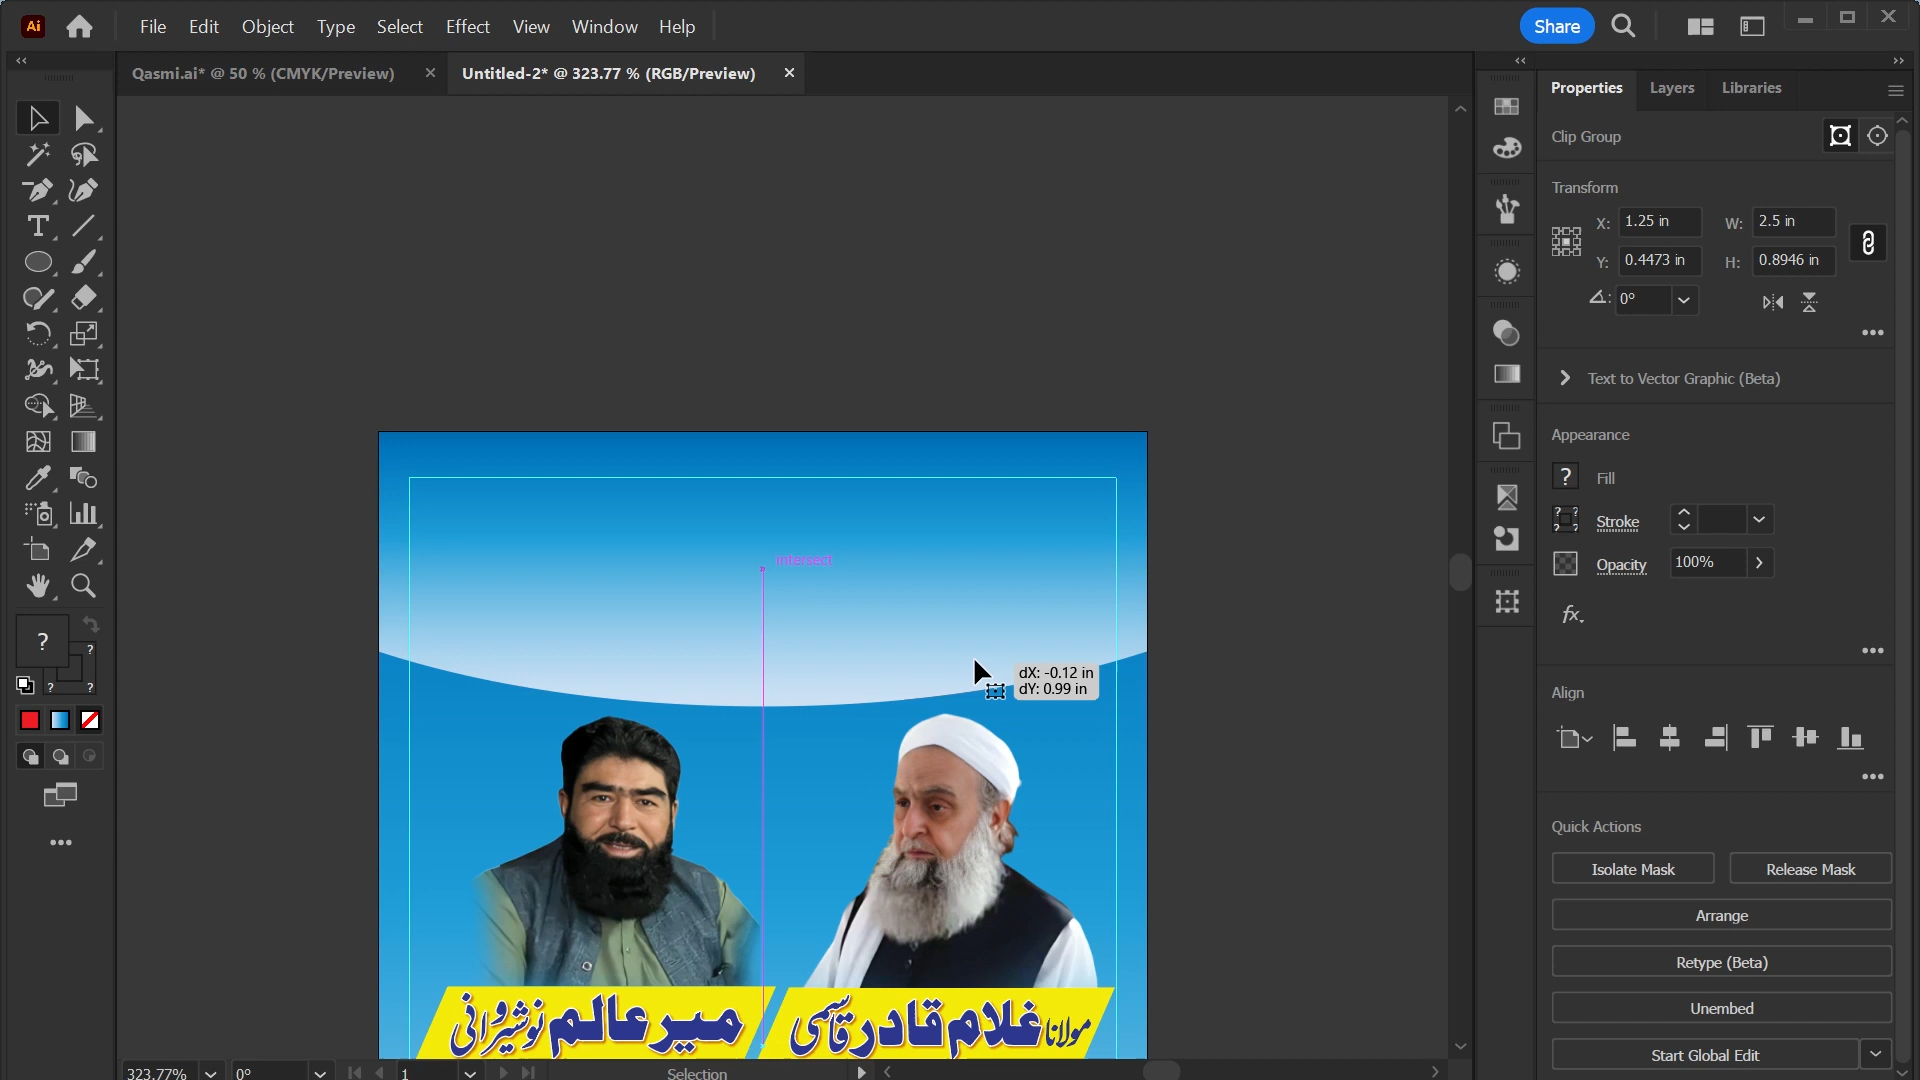 Ai File Edit Object Type Select Effect View Window Help Share
Qasmi.ai* @ 50 % (CMYK/Preview) Untitled-2* @ 323.77 % (RGB/Preview)
Properties Layers Libraries
Clip Group
Transform
X: 1.25 in W: 2.5 in
Y: 0.4473 in H: 0.8946 in
0°
Text to Vector Graphic (Beta)
Appearance
? Fill
Stroke
Opacity 100%
fx
Align
Quick Actions
Isolate Mask Release Mask
Arrange
Retype (Beta)
Unembed
Start Global Edit
intersect
dX: -0.12 in
dY: 0.99 in
میر عالم نوشیروانی
مولانا غلام قادر قاسمی
323.77% 0° 1 Selection